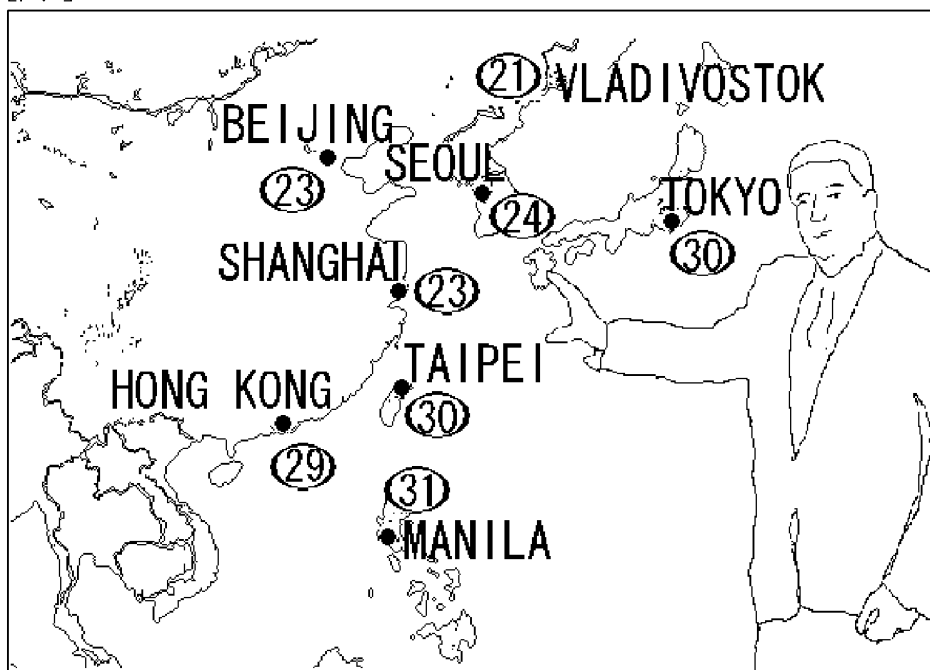 21 VLADIVOSTOK
BEIJING
SEOUL
23
TOKYO
24
30
SHANGHAI
23
TAIPEI
HONG KONG
30
29
31
MANILA